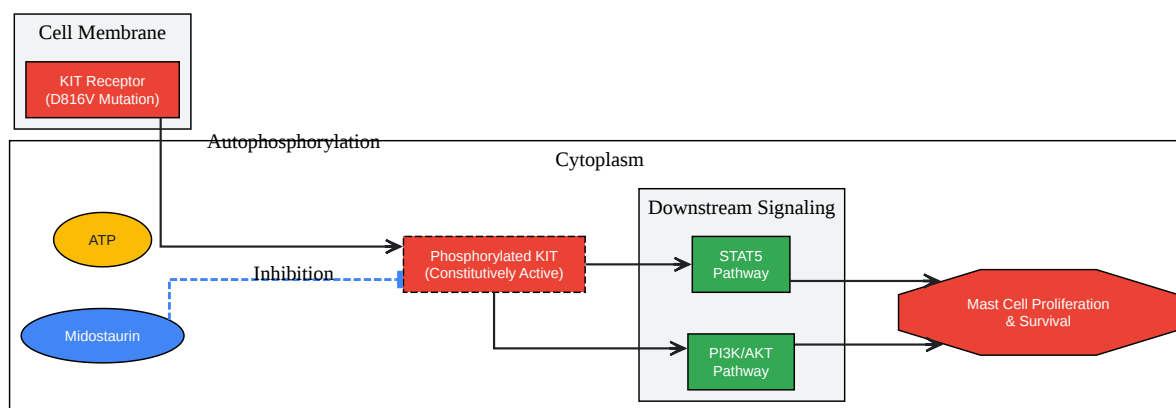 Cell Membrane
KIT Receptor
(D816V Mutation)
Autophosphorylation
Cytoplasm
Downstream Signaling
ATP
Phosphorylated KIT
(Constitutively Active)
STAT5
Pathway
Inhibition
Mast Cell Proliferation
& Survival
Midostaurin
PI3K/AKT
Pathway